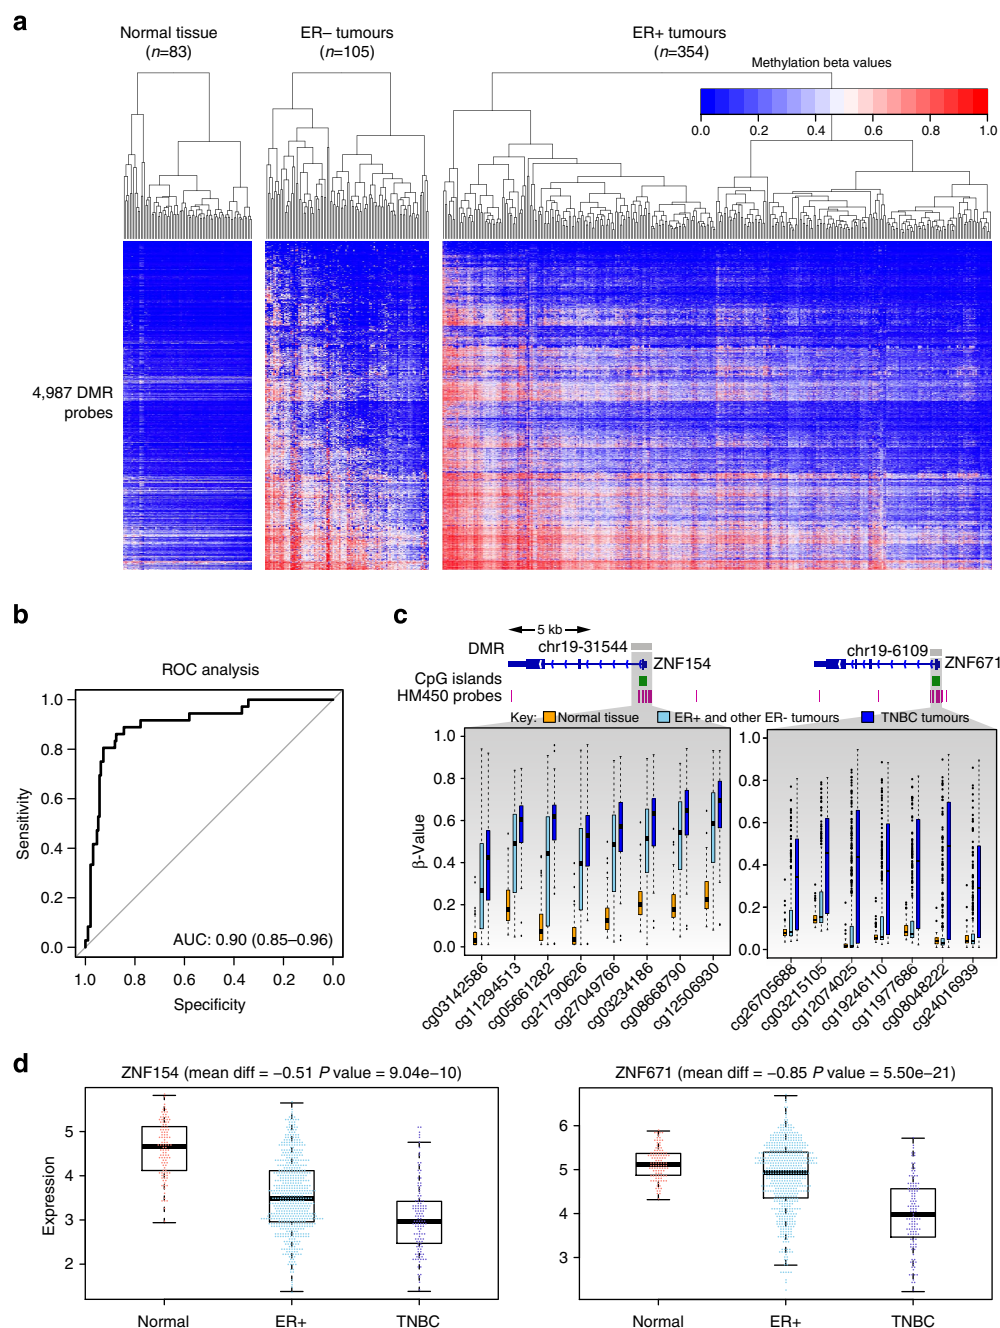 a
Normal tissue
(n=83)
ER– tumours
(n=105)
ER+ tumours
(n=354)
Methylation beta values
0.0 0.2 0.4 0.6 0.8 1.0
4,987 DMR
probes
b
ROC analysis
Sensitivity
1.0
0.8
0.6
0.4
0.2
0.0
AUC: 0.90 (0.85–0.96)
1.0 0.8 0.6 0.4 0.2 0.0
Specificity
c
5 kb
DMR
chr19-31544
ZNF154
chr19-6109
ZNF671
CpG islands
HM450 probes
Key: Normal tissue ER+ and other ER- tumours TNBC tumours
β-Value
1.0
0.8
0.6
0.4
0.2
0.0
cg03142586
cg11294513
cg05661282
cg21790626
cg27049766
cg03234186
cg08668790
cg12506930
1.0
0.8
0.6
0.4
0.2
0.0
cg26705688
cg03215105
cg12074025
cg19246110
cg11977686
cg08048222
cg24016939
d
ZNF154 (mean diff = –0.51 P value = 9.04e–10)
Expression
5
4
3
2
Normal ER+ TNBC
ZNF671 (mean diff = –0.85 P value = 5.50e–21)
6
5
4
3
Normal ER+ TNBC